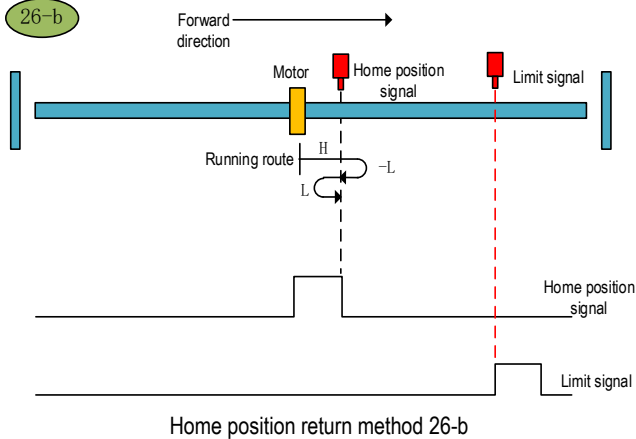 26-b
Forward
direction
Motor
Home position
signal
Limit signal
Running route
H
-L
L
Home position
signal
Limit signal
Home position return method 26-b